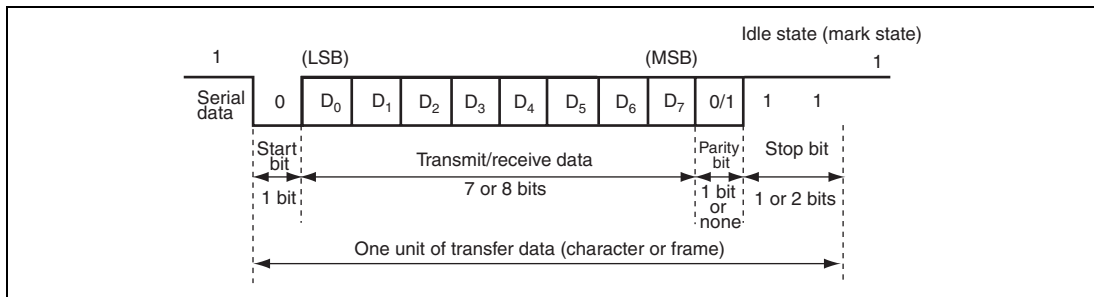 Idle state (mark state)
1 (LSB) (MSB) 1
Serial data 0 D0 D1 D2 D3 D4 D5 D6 D7 0/1 1 1
Start bit
Transmit/receive data
Parity bit
Stop bit
1 bit
7 or 8 bits
1 bit or none
1 or 2 bits
One unit of transfer data (character or frame)